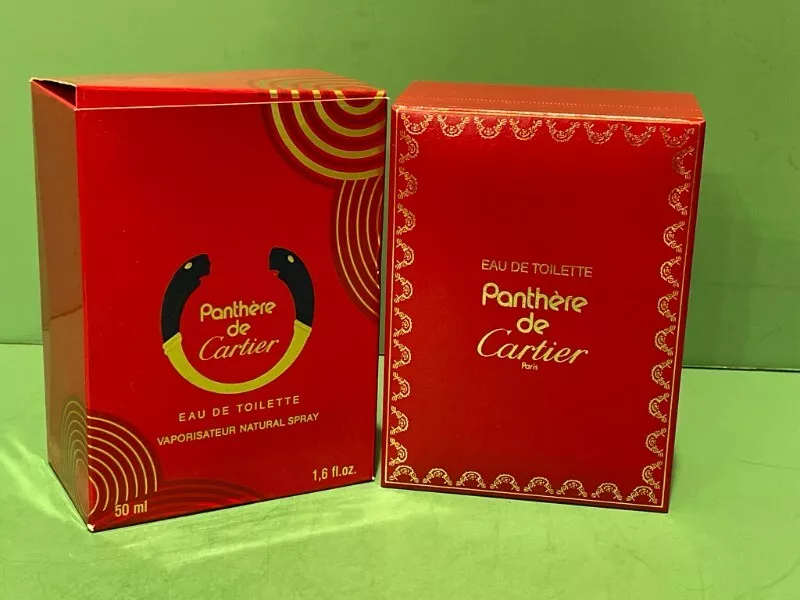 Panthère
de
Cartier
EAU DE TOILETTE
VAPORISATEUR NATURAL SPRAY
50 ml
1,6 fl.oz.
EAU DE TOILETTE
Panthère
de
Cartier
Paris